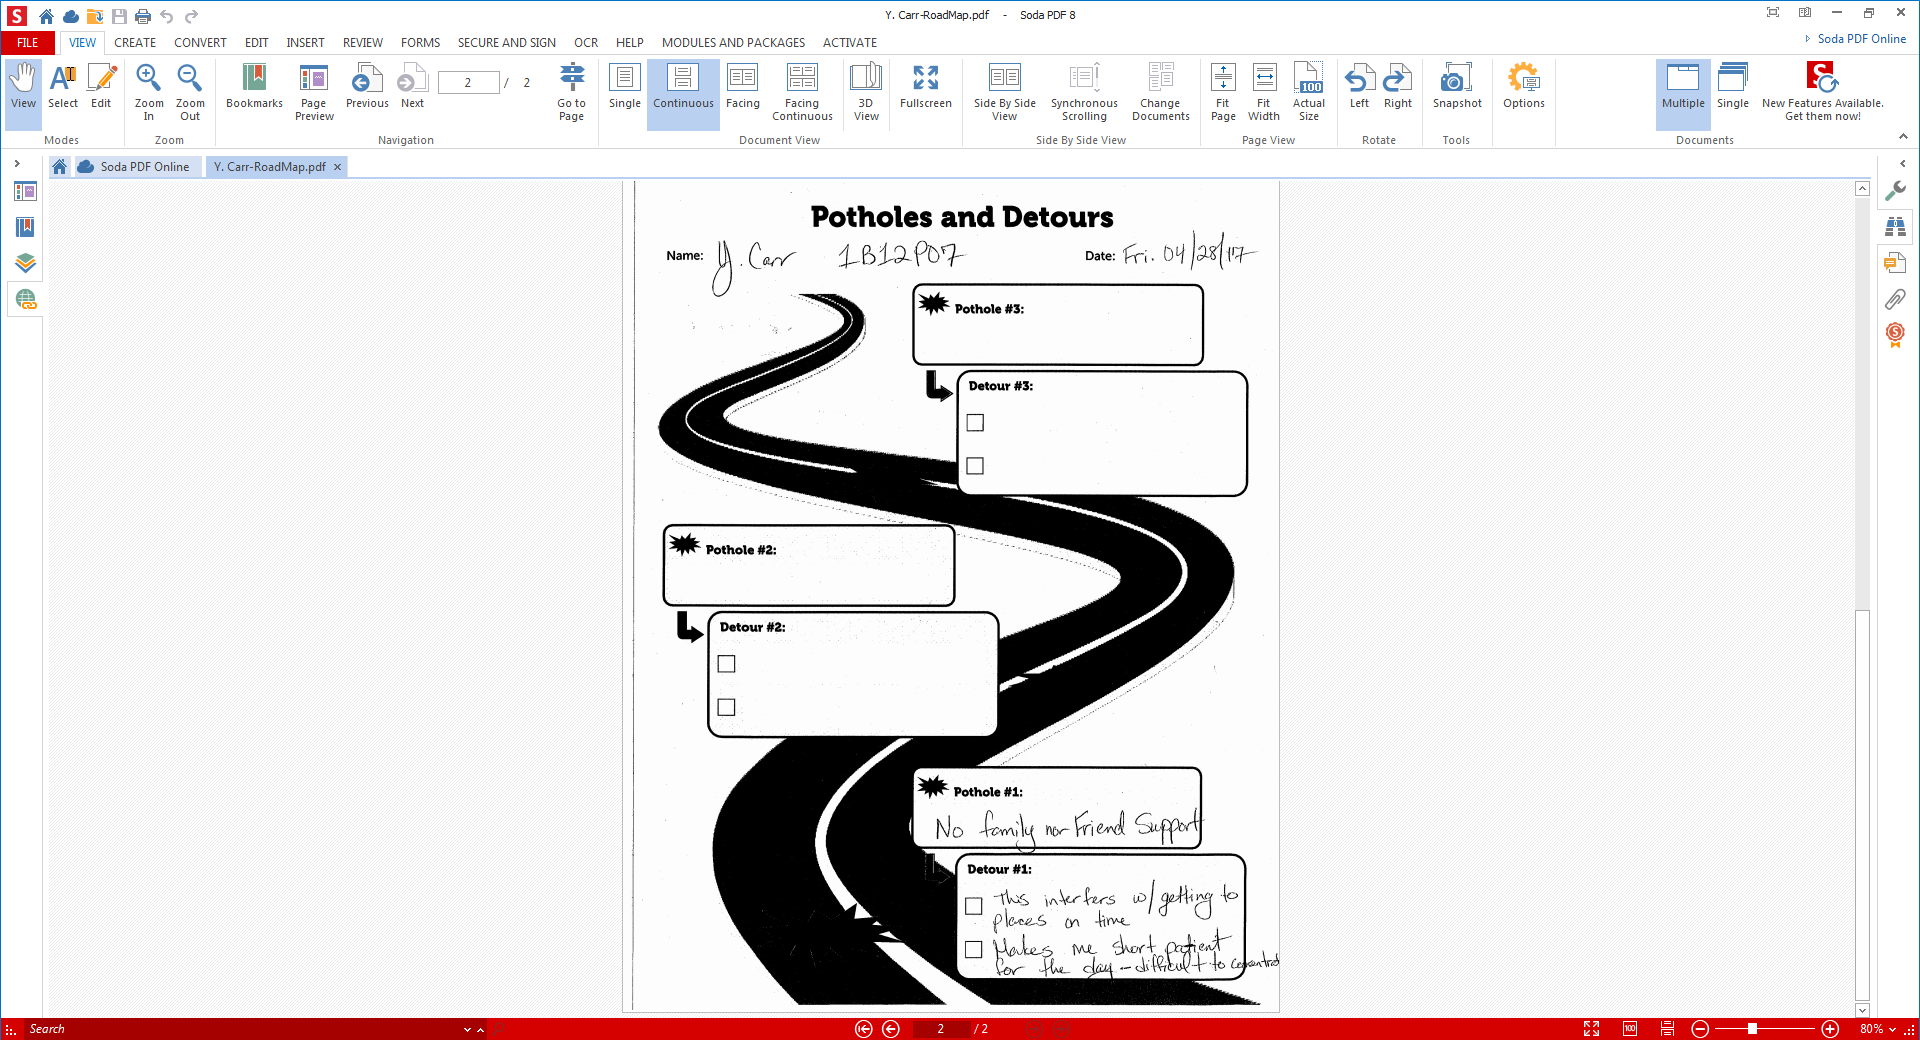 Y. Carr-RoadMap.pdf - Soda PDF 8
FILE VIEW CREATE CONVERT EDIT INSERT REVIEW FORMS SECURE AND SIGN OCR HELP MODULES AND PACKAGES ACTIVATE Soda PDF Online
View Select Edit Zoom In Zoom Out Bookmarks Page Preview Previous Next 2 / 2 Go to Page Single Continuous Facing Facing Continuous 3D View Fullscreen Side By Side View Synchronous Scrolling Change Documents Fit Page Fit Width 100 Actual Size Left Right Snapshot Options Multiple Single New Features Available. Get them now!
Modes Zoom Navigation Document View Side By Side View Page View Rotate Tools Documents
Soda PDF Online Y. Carr-RoadMap.pdf
Potholes and Detours
Name: Y. Carr 1B12P07 Date: Fri. 04/28/17
Pothole #3:
Detour #3:
Pothole #2:
Detour #2:
Pothole #1:
No family nor Friend Support
Detour #1:
This interfers w/ getting to
places on time
Makes me short patient
for the day - difficult to concentrat
Search 2 / 2 100 80%